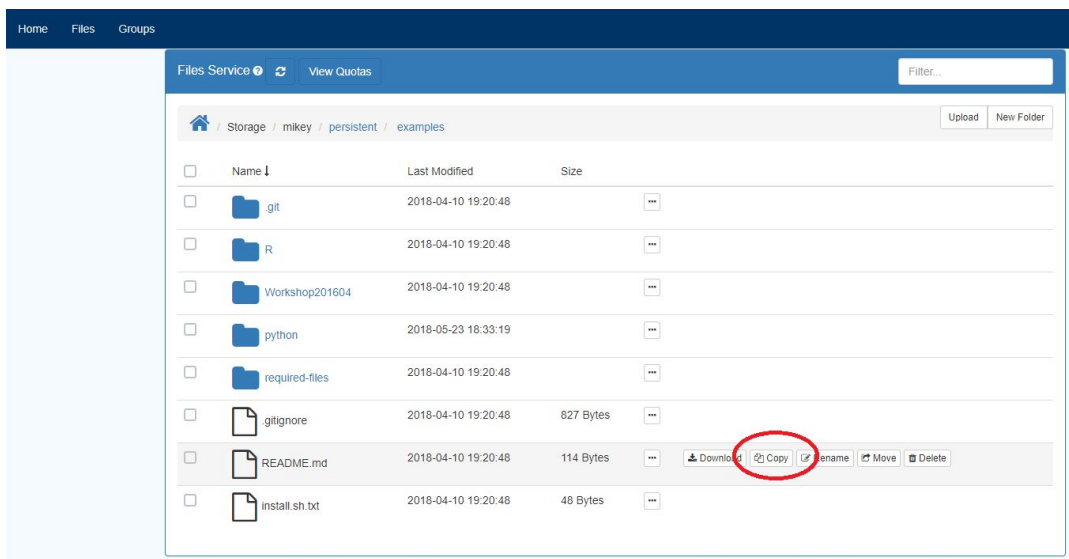 Home Files Groups
Files Service ? View Quotas Filter...
/ Storage / mikey / persistent / examples Upload New Folder
Name Last Modified Size
.git 2018-04-10 19:20:48 ...
R 2018-04-10 19:20:48 ...
Workshop201604 2018-04-10 19:20:48 ...
python 2018-05-23 18:33:19 ...
required-files 2018-04-10 19:20:48 ...
.gitignore 2018-04-10 19:20:48 827 Bytes ...
README.md 2018-04-10 19:20:48 114 Bytes ... Download Copy Rename Move Delete
install.sh.txt 2018-04-10 19:20:48 48 Bytes ...